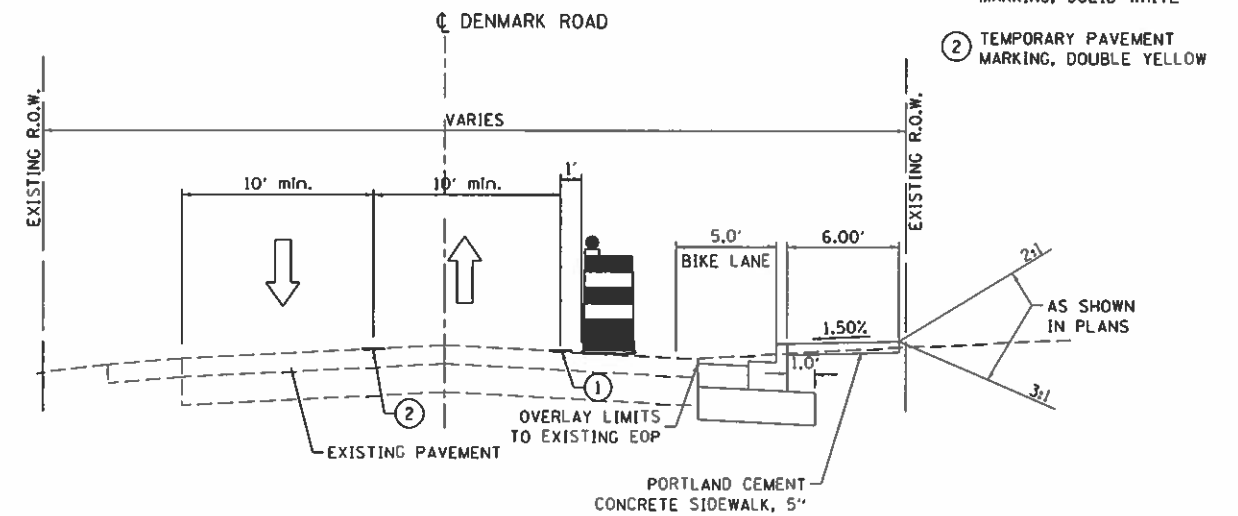 ℄ DENMARK ROAD
② TEMPORARY PAVEMENT
MARKING, DOUBLE YELLOW
EXISTING R.O.W.
VARIES
EXISTING R.O.W.
10' min.
10' min.
1'
5.0'
BIKE LANE
6.00'
2:1
AS SHOWN
IN PLANS
1.50%
1.0'
3:1
①
②
OVERLAY LIMITS
TO EXISTING EOP
EXISTING PAVEMENT
PORTLAND CEMENT
CONCRETE SIDEWALK, 5"